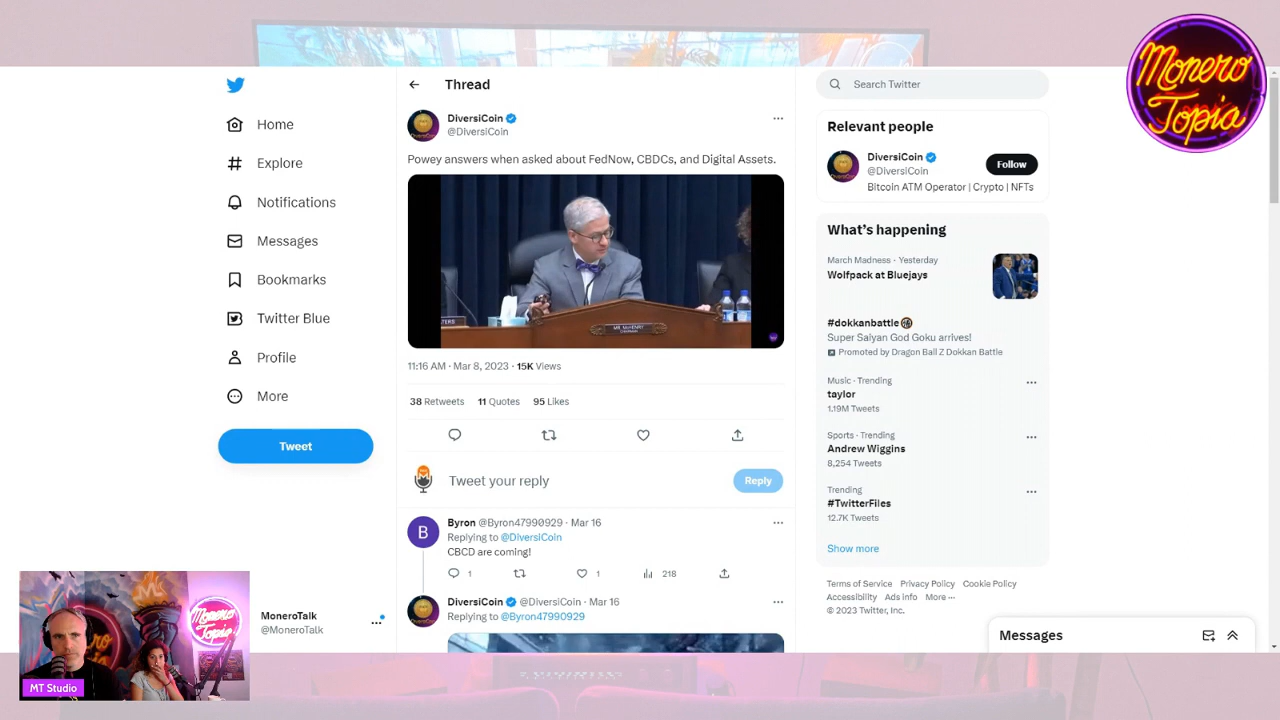 Monero
Topia
Thread
Search Twitter
Home
Explore
Notifications
Messages
Bookmarks
Twitter Blue
Profile
More
Tweet
DiversiCoin
@DIversiCoin
Powey answers when asked about FedNow, CBDCs, and Digital Assets.
MR. McHENRY
11:16 AM · Mar 8, 2023 · 15K Views
38 Retweets 11 Quotes 95 Likes
Tweet your reply
Reply
B
Byron @Byron47990929 · Mar 16
Replying to @DiversiCoin
CBCD are coming!
1
1
218
DiversiCoin @DiversiCoin · Mar 16
Replying to @Byron47990929
Relevant people
DiversiCoin
@DiversiCoin
Follow
Bitcoin ATM Operator | Crypto | NFTs
What's happening
March Madness · Yesterday
Wolfpack at Bluejays
#dokkanbattle
Super Saiyan God Goku arrives!
Promoted by Dragon Ball Z Dokkan Battle
Music · Trending
taylor
1.19M Tweets
Sports · Trending
Andrew Wiggins
8,254 Tweets
Trending
#TwitterFiles
12.7K Tweets
Show more
Terms of Service Privacy Policy Cookie Policy
Accessibility Ads info More ···
© 2023 Twitter, Inc.
Messages
MoneroTalk
@MoneroTalk
Monero
Topia
MT Studio